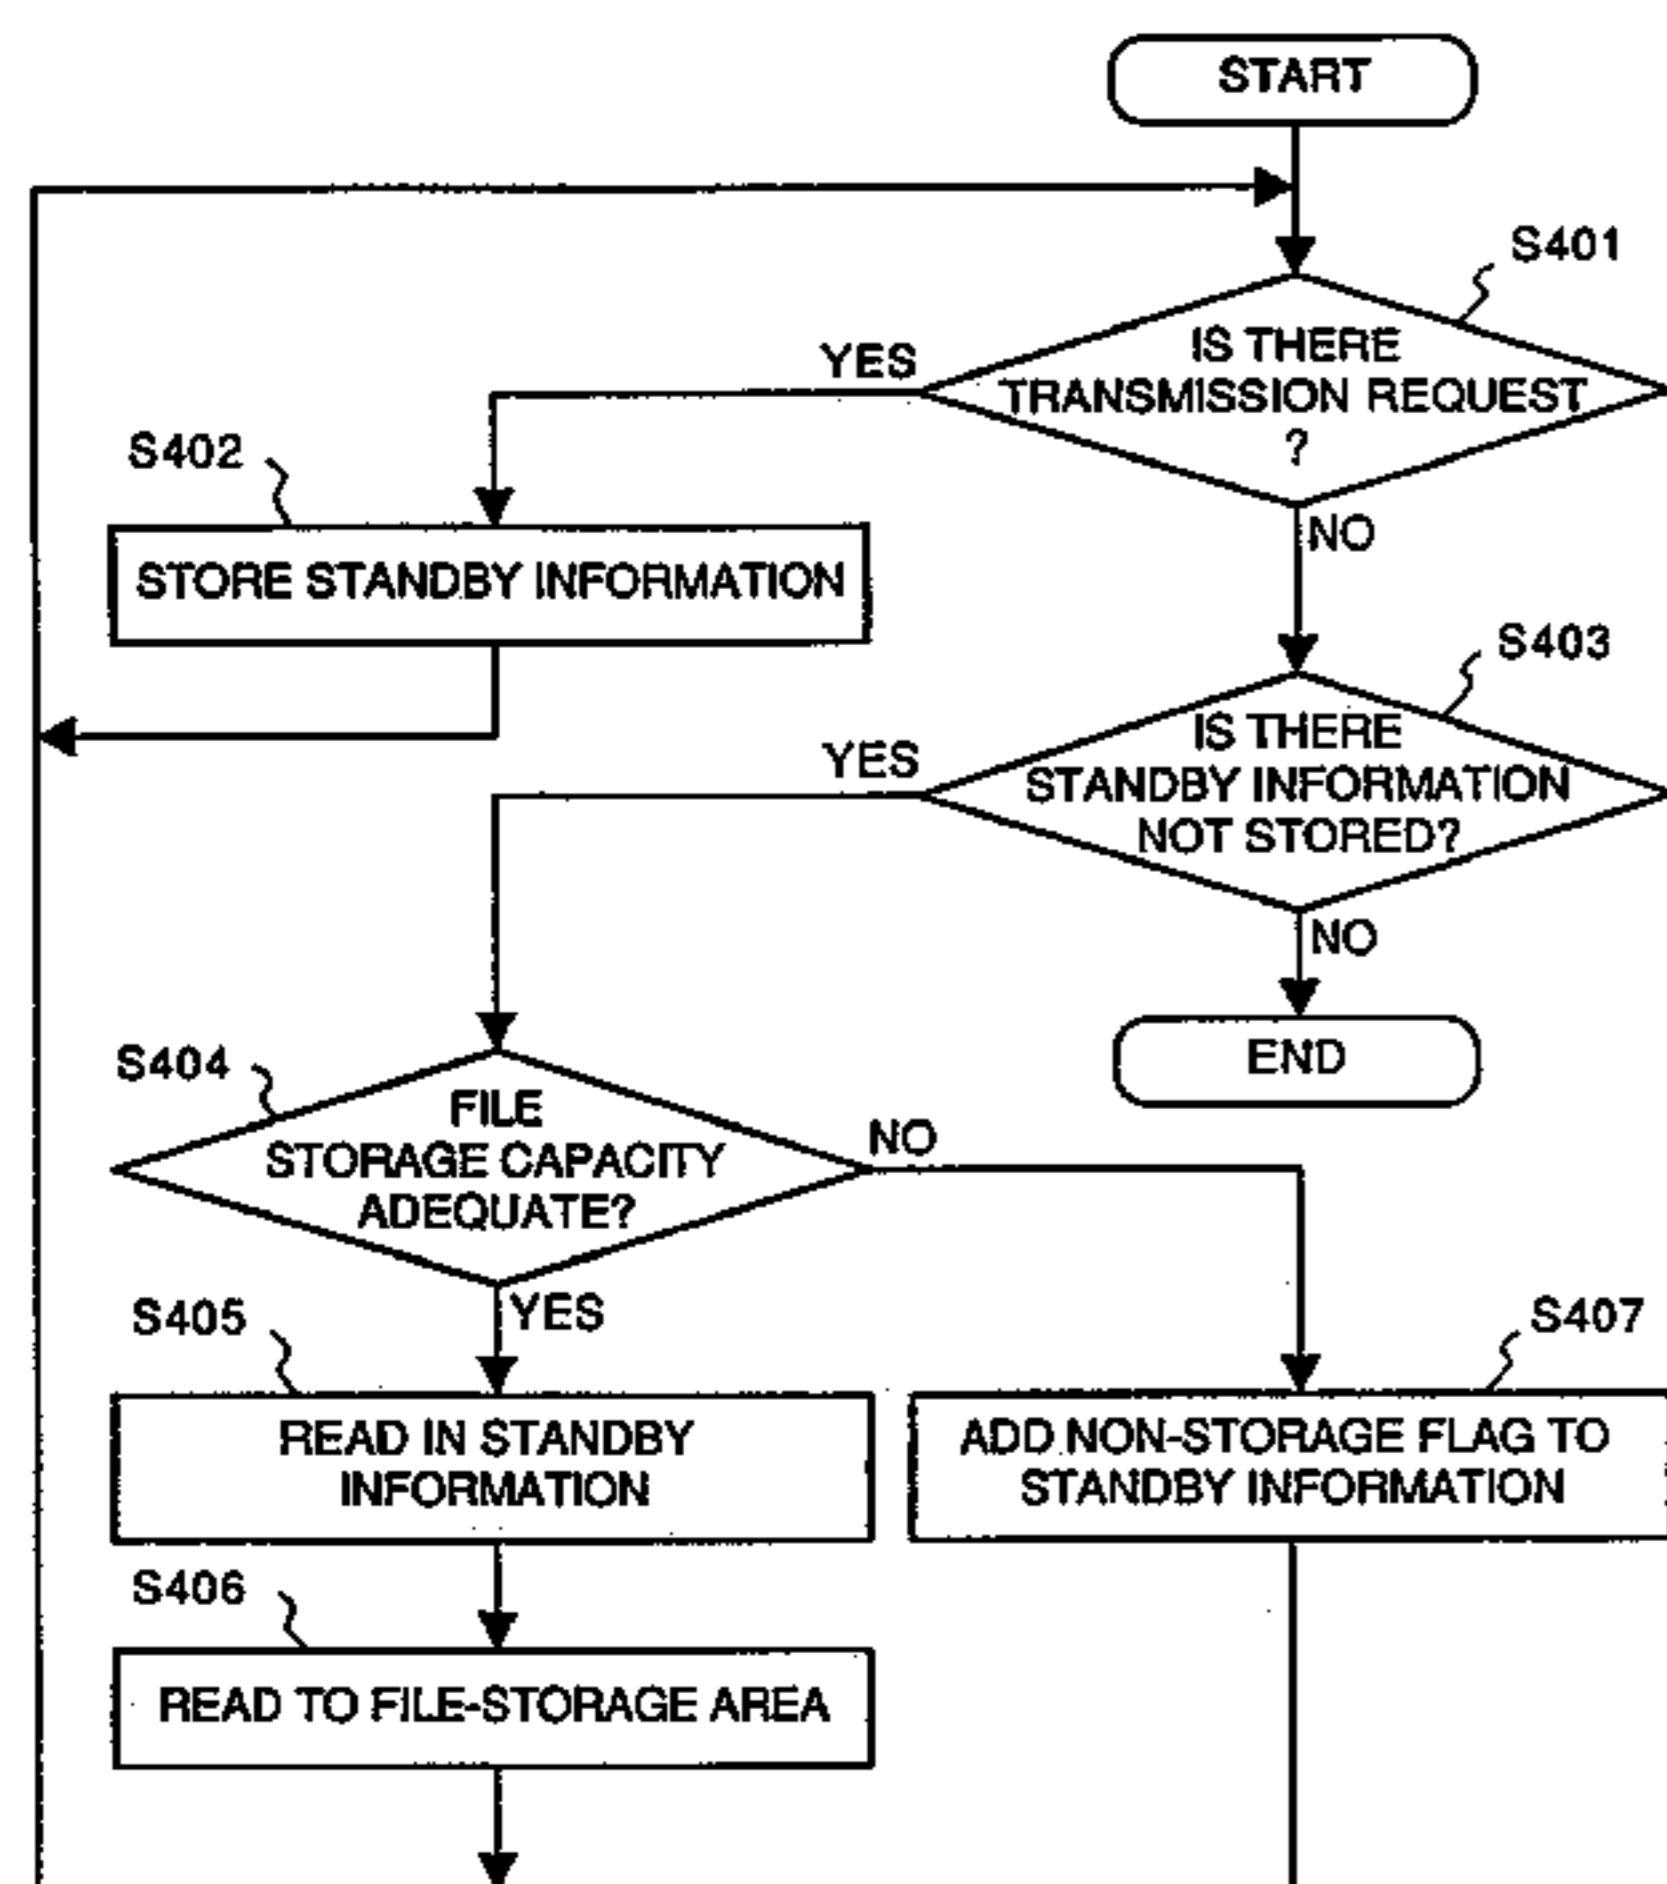 START
S401
IS THERE
TRANSMISSION REQUEST
?
YES
NO
S402
STORE STANDBY INFORMATION
S403
IS THERE
STANDBY INFORMATION
NOT STORED?
YES
NO
END
S404
FILE
STORAGE CAPACITY
ADEQUATE?
NO
YES
S405
READ IN STANDBY
INFORMATION
S407
ADD NON-STORAGE FLAG TO
STANDBY INFORMATION
S406
READ TO FILE-STORAGE AREA